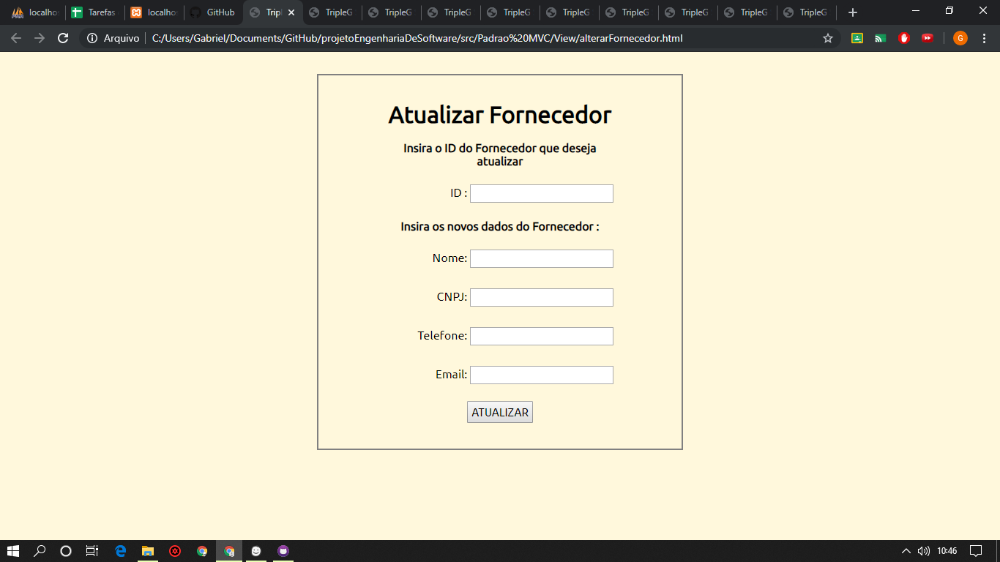 localho
Tarefas
localho
GitHub
Tripl
TripleG
TripleG
TripleG
TripleG
TripleG
TripleG
TripleG
TripleG
TripleG
Arquivo
C:/Users/Gabriel/Documents/GitHub/projetoEngenhariaDeSoftware/src/Padrao%20MVC/View/alterarFornecedor.html
G
Atualizar Fornecedor
Insira o ID do Fornecedor que deseja
atualizar
ID :
Insira os novos dados do Fornecedor :
Nome:
CNPJ:
Telefone:
Email:
ATUALIZAR
10:46